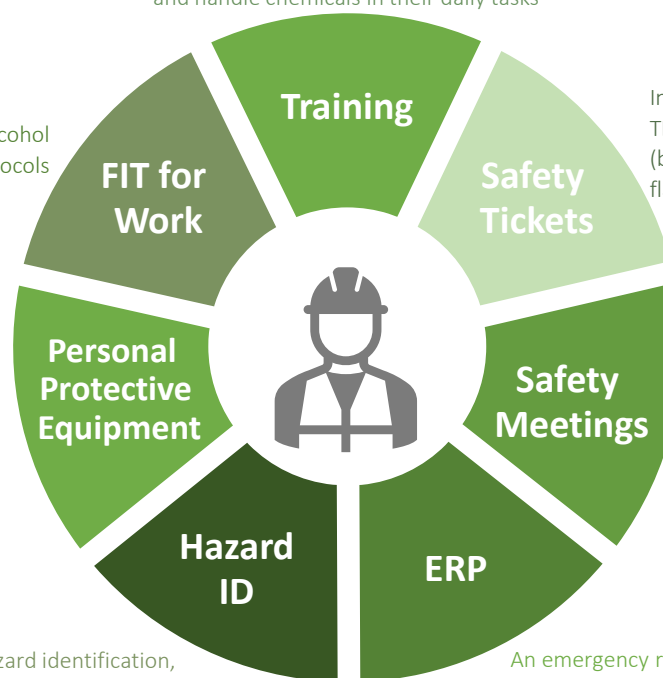 and handle chemicals in their daily tasks
Training
cohol
ocols
FIT for
Work
Safety
Tickets
In
T
(b
fl
Personal
Protective
Equipment
Safety
Meetings
Hazard
ID
ERP
zard identification,
An emergency r